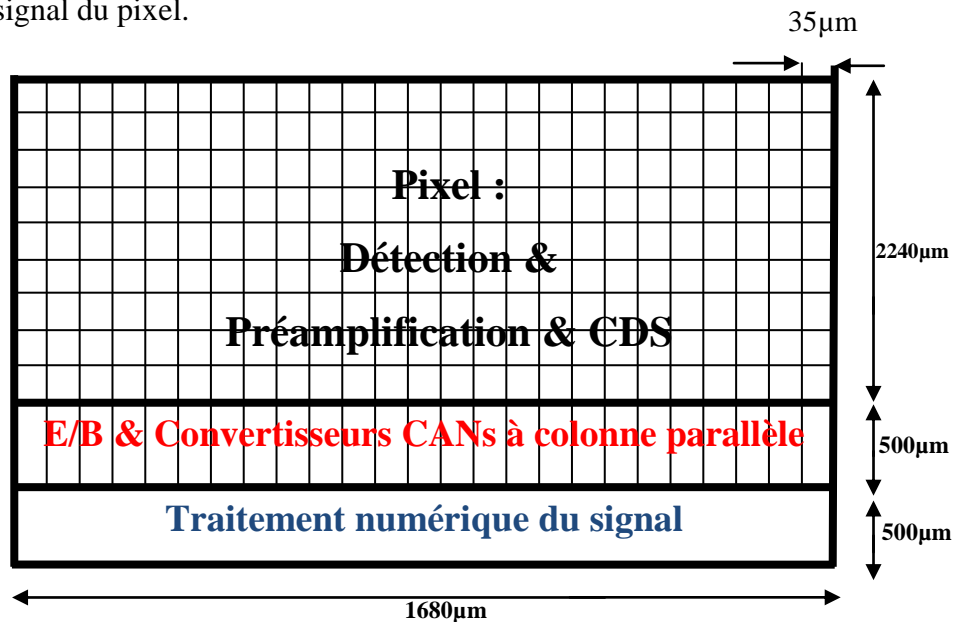 signal du pixel.
35µm
Pixel :
Détection &
2240µm
Préamplification & CDS
E/B & Convertisseurs CANs à colonne parallèle
500µm
Traitement numérique du signal
500µm
1680µm